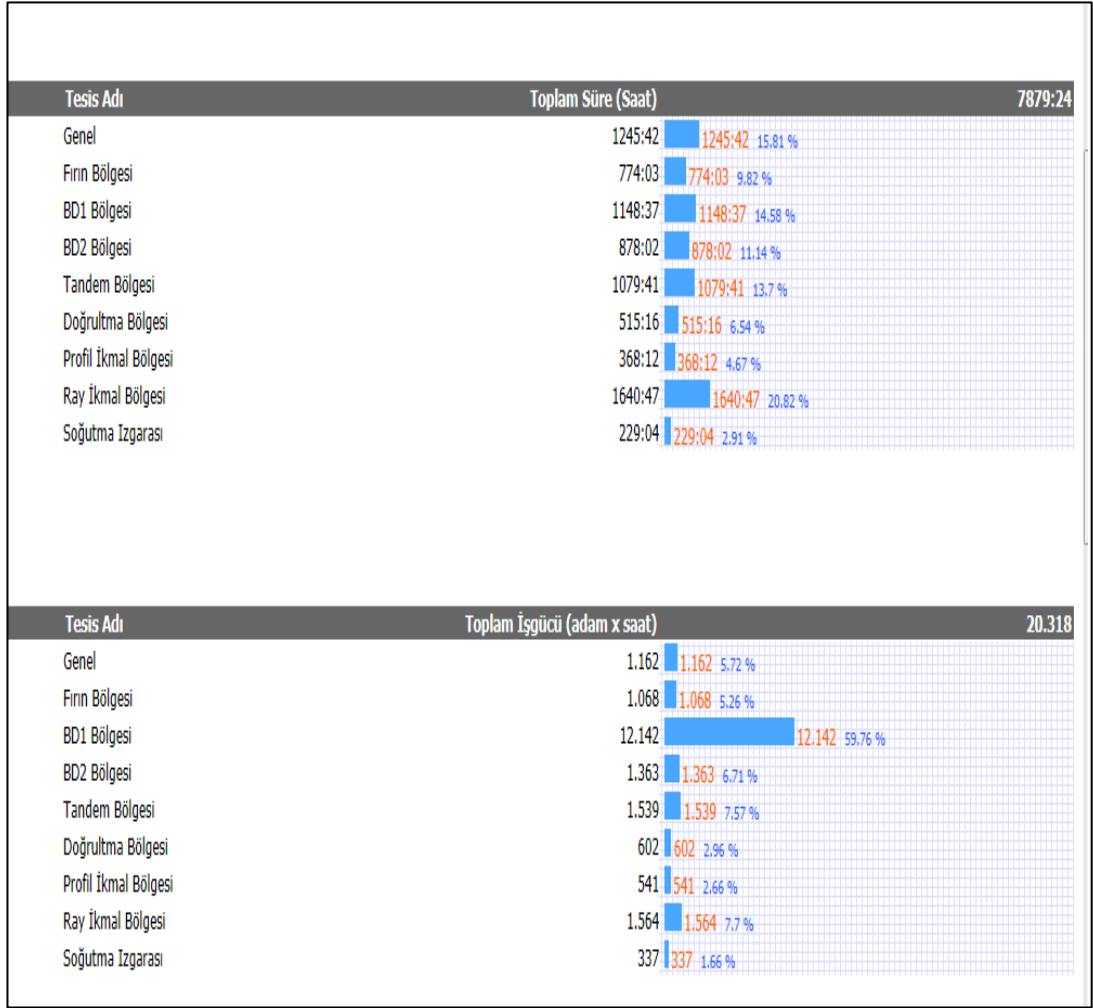 Tesis Adı Toplam Süre (Saat) 7879:24
Genel 1245:42 1245:42 15.81 %
Fırın Bölgesi 774:03 774:03 9.82 %
BD1 Bölgesi 1148:37 1148:37 14.58 %
BD2 Bölgesi 878:02 878:02 11.14 %
Tandem Bölgesi 1079:41 1079:41 13.7 %
Doğrultma Bölgesi 515:16 515:16 6.54 %
Profil İkmal Bölgesi 368:12 368:12 4.67 %
Ray İkmal Bölgesi 1640:47 1640:47 20.82 %
Soğutma Izgarası 229:04 229:04 2.91 %
Tesis Adı Toplam İşgücü (adam x saat) 20.318
Genel 1.162 1.162 5.72 %
Fırın Bölgesi 1.068 1.068 5.26 %
BD1 Bölgesi 12.142 12.142 59.76 %
BD2 Bölgesi 1.363 1.363 6.71 %
Tandem Bölgesi 1.539 1.539 7.57 %
Doğrultma Bölgesi 602 602 2.96 %
Profil İkmal Bölgesi 541 541 2.66 %
Ray İkmal Bölgesi 1.564 1.564 7.7 %
Soğutma Izgarası 337 337 1.66 %